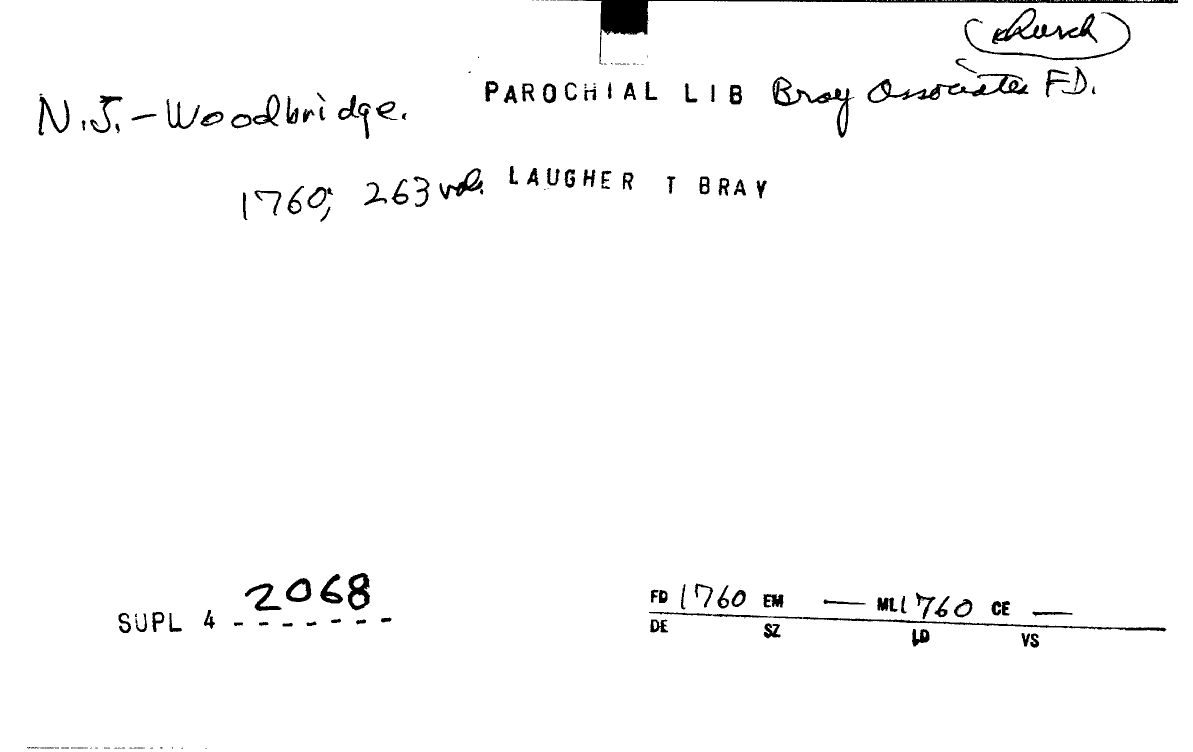 (church)
N.J.-Woodbridge. PAROCHIAL LIB Bray Associates FD.
1760; 263 vol. LAUGHER T BRAY
SUPL 4 2068
FD 1760 EM — ML 1760 CE —
DE SZ LD VS